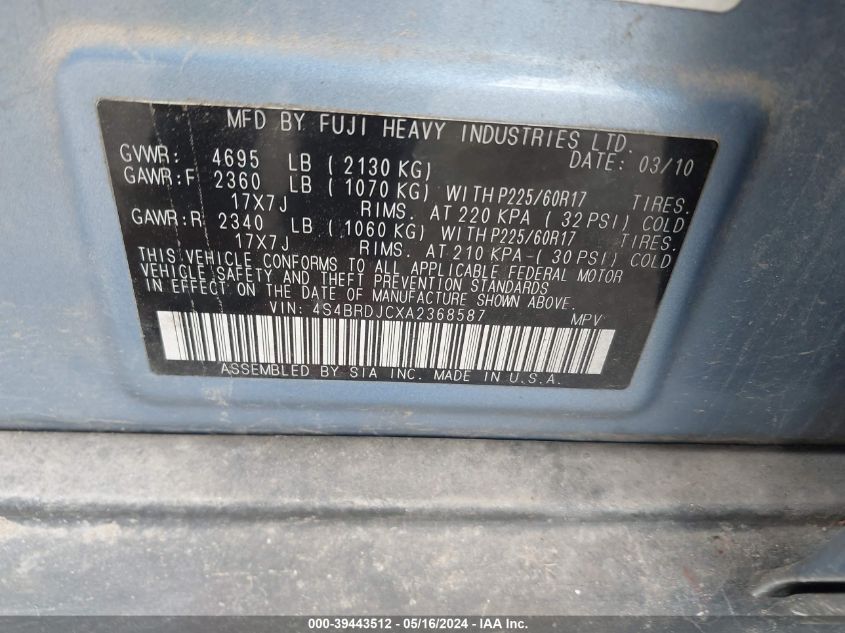 MFD BY FUJI HEAVY INDUSTRIES LTD.
GVWR: 4695 LB (2130 KG) DATE: 03/10
GAWR:F 2360 LB (1070 KG) WITH P225/60R17 TIRES.
17X7J RIMS. AT 220 KPA (32 PSI) COLD
GAWR:R 2340 LB (1060 KG) WITH P225/60R17 TIRES.
17X7J RIMS. AT 210 KPA-(30 PSI) COLD.
THIS VEHICLE CONFORMS TO ALL APPLICABLE FEDERAL MOTOR
VEHICLE SAFETY AND THEFT PREVENTION STANDARDS
IN EFFECT ON THE DATE OF MANUFACTURE SHOWN ABOVE.
VIN: 4S4BRDJCXA2368587 MPV
ASSEMBLED BY SIA INC. MADE IN U.S.A.
000-39443512 - 05/16/2024 - IAA Inc.